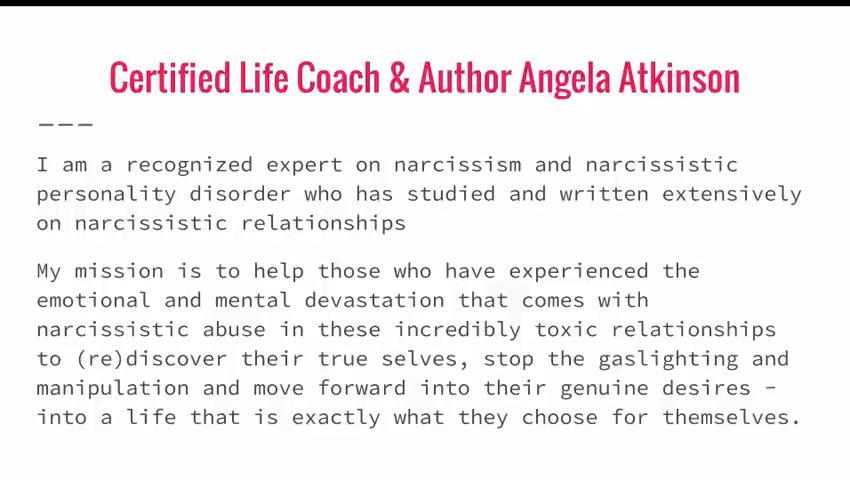 Certified Life Coach & Author Angela Atkinson
I am a recognized expert on narcissism and narcissistic
personality disorder who has studied and written extensively
on narcissistic relationships
My mission is to help those who have experienced the
emotional and mental devastation that comes with
narcissistic abuse in these incredibly toxic relationships
to (re)discover their true selves, stop the gaslighting and
manipulation and move forward into their genuine desires –
into a life that is exactly what they choose for themselves.